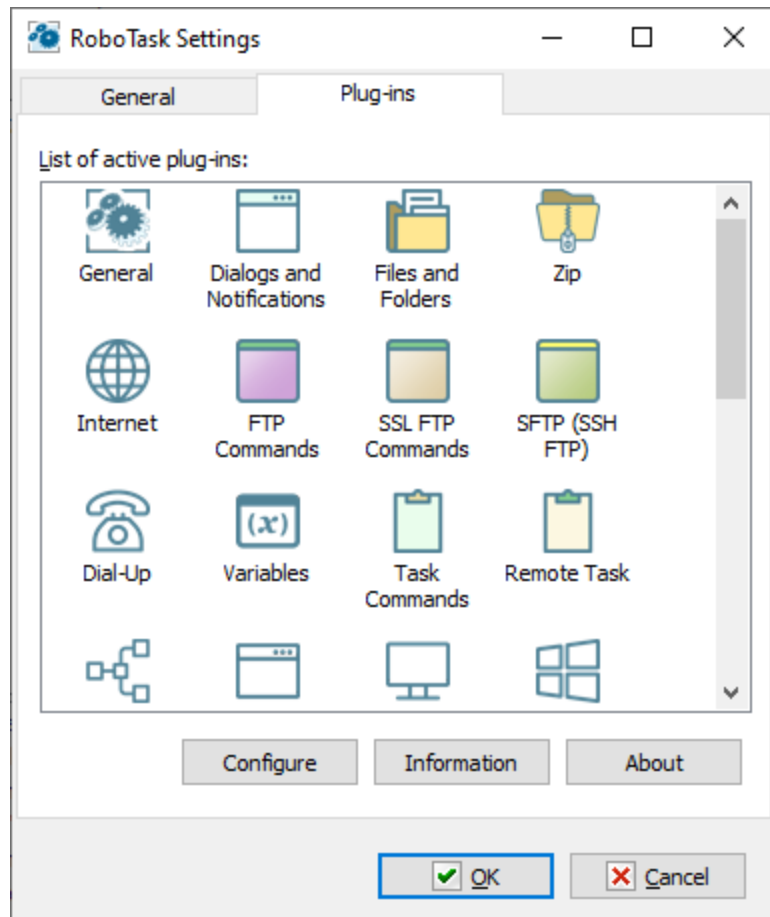 RoboTask Settings
General
Plug-ins
List of active plug-ins:
General
Dialogs and
Notifications
Files and
Folders
Zip
Internet
FTP
Commands
SSL FTP
Commands
SFTP (SSH
FTP)
Dial-Up
(x)
Variables
Task
Commands
Remote Task
Configure
Information
About
OK
Cancel